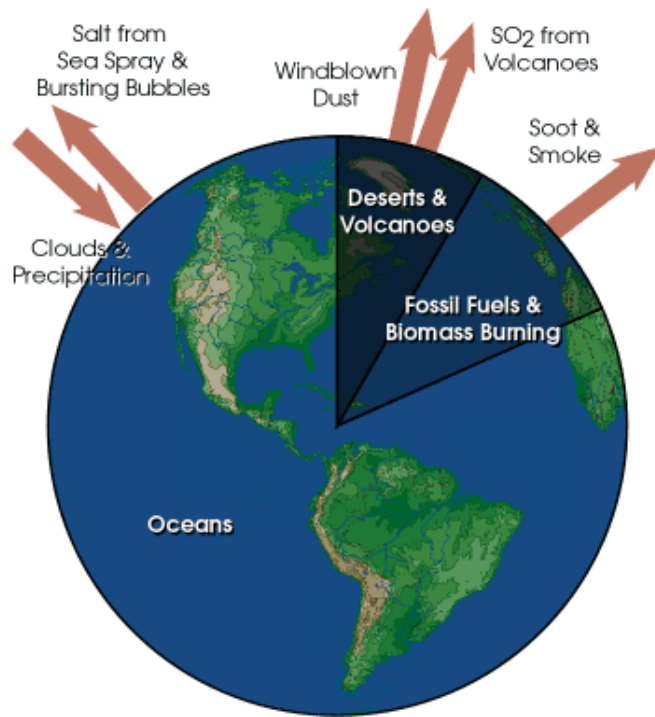 Salt from
Sea Spray &
Bursting Bubbles
Windblown
Dust
SO2 from
Volcanoes
Soot &
Smoke
Clouds &
Precipitation
Deserts &
Volcanoes
Fossil Fuels &
Biomass Burning
Oceans